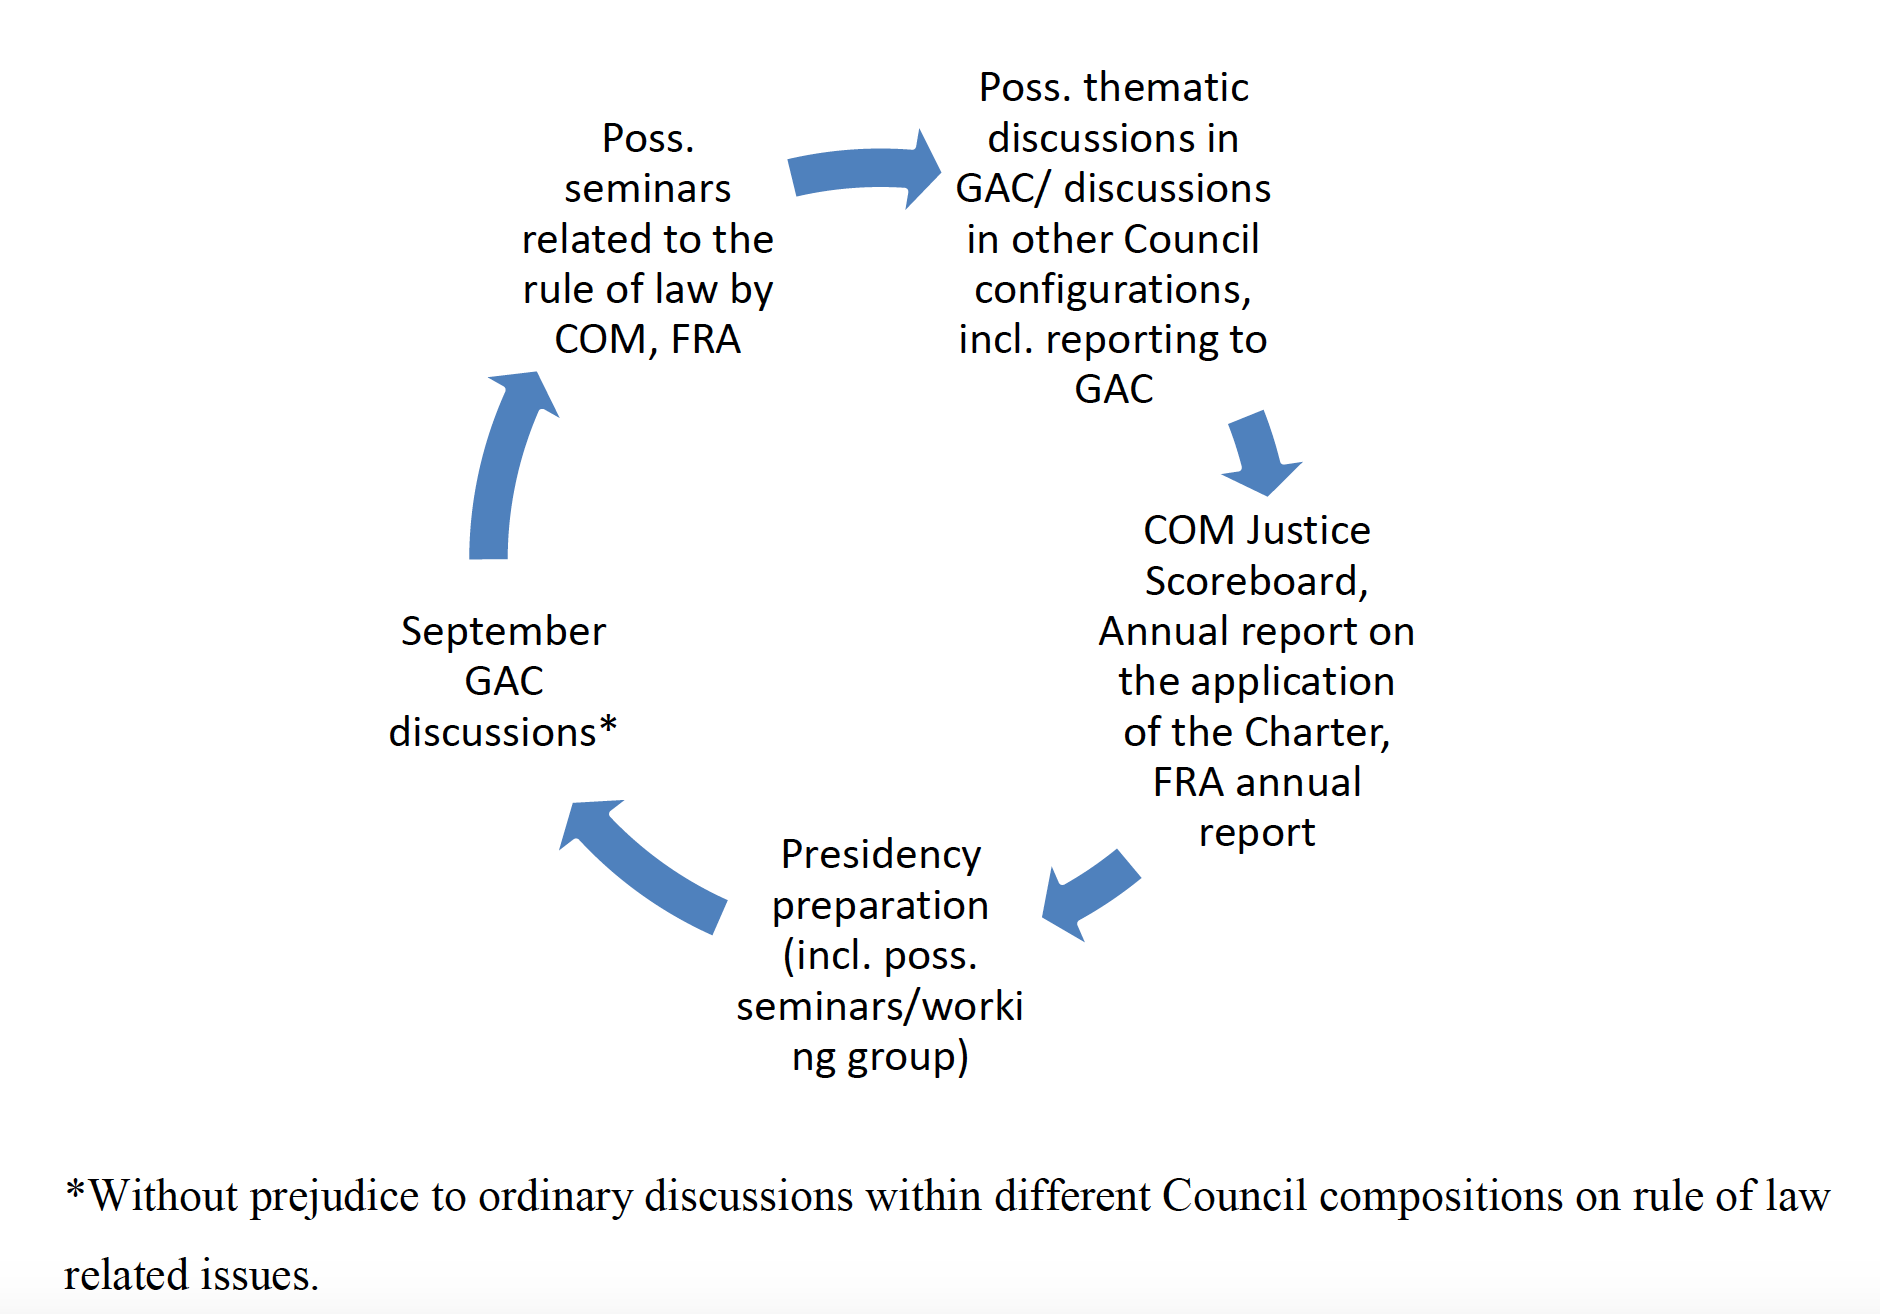 Poss.
seminars
related to the
rule of law by
COM, FRA
Poss. thematic
discussions in
GAC/ discussions
in other Council
configurations,
incl. reporting to
GAC
COM Justice
Scoreboard,
Annual report on
the application
of the Charter,
FRA annual
report
Presidency
preparation
(incl. poss.
seminars/worki
ng group)
September
GAC
discussions*
*Without prejudice to ordinary discussions within different Council compositions on rule of law
related issues.